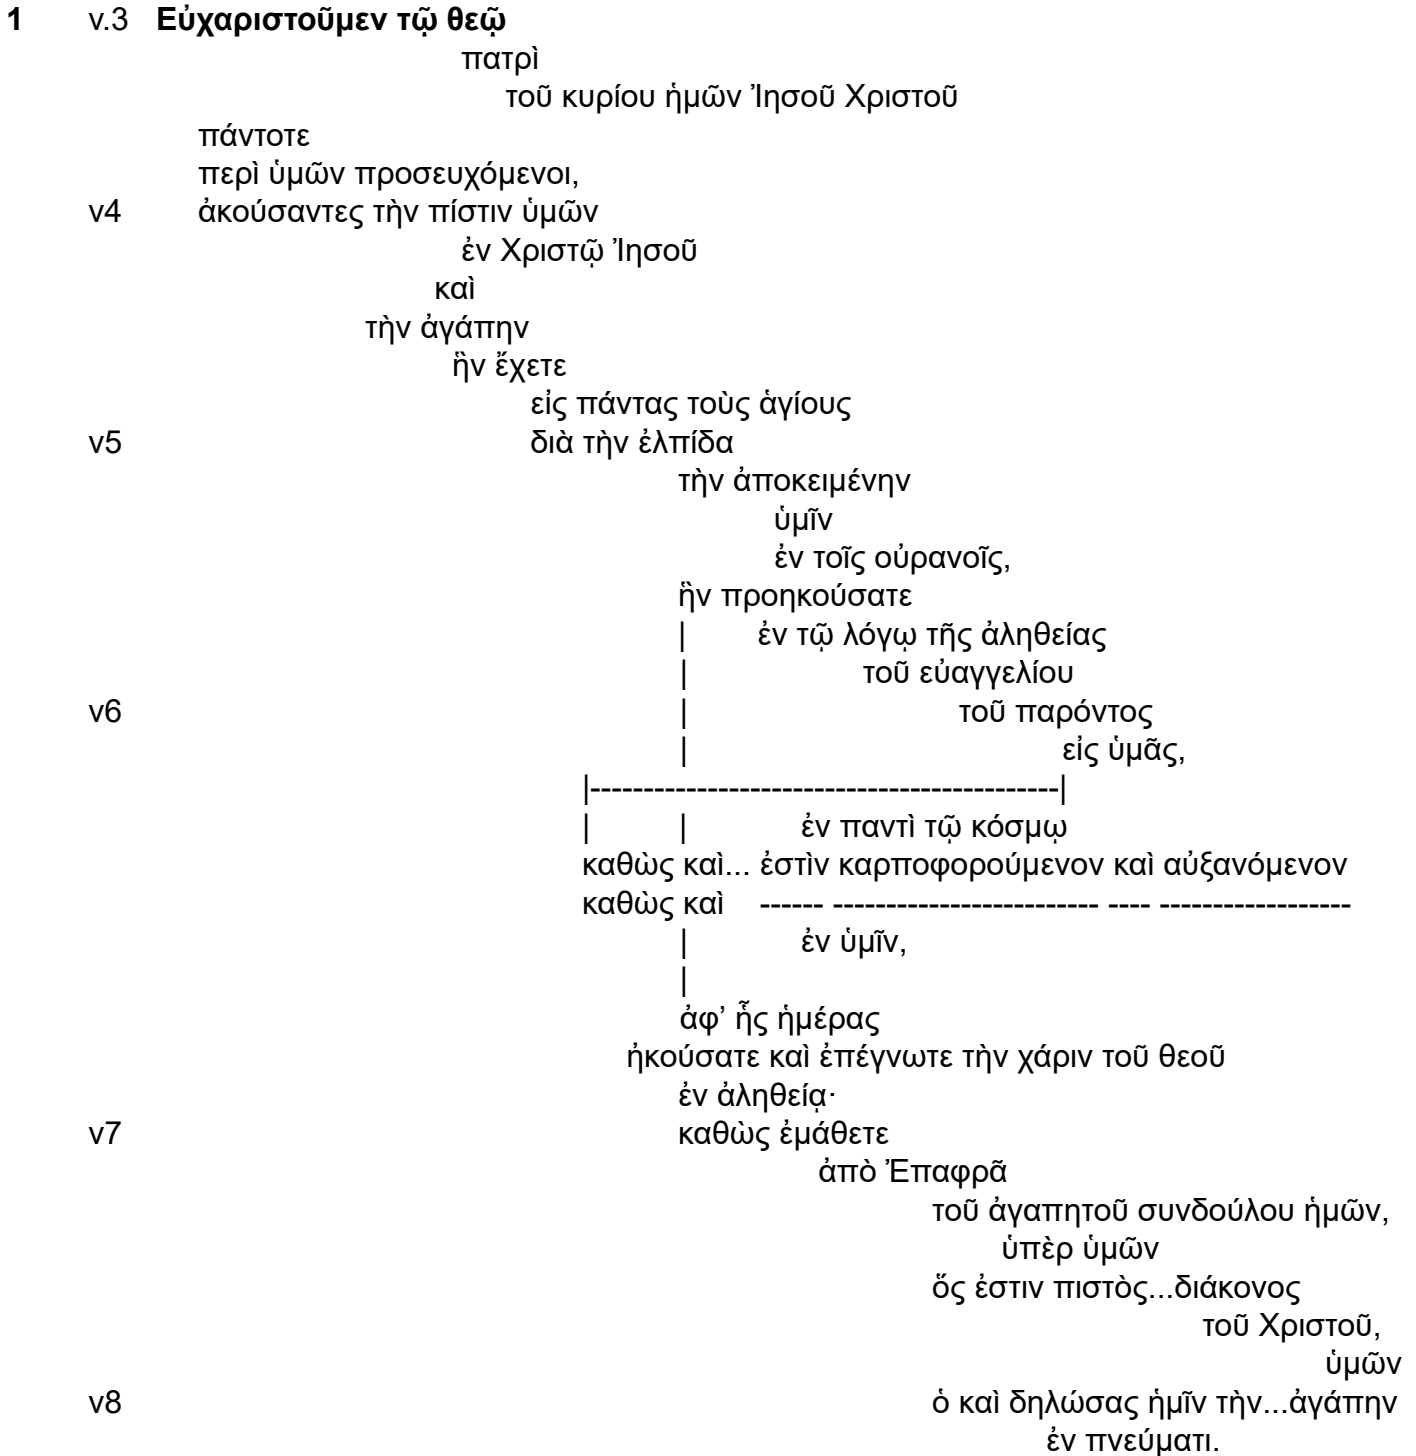 1 v.3 Εὐχαριστοῦμεν τῷ θεῷ
πατρὶ
τοῦ κυρίου ἡμῶν Ἰησοῦ Χριστοῦ
πάντοτε
περὶ ὑμῶν προσευχόμενοι,
v4 ἀκούσαντες τὴν πίστιν ὑμῶν
ἐν Χριστῷ Ἰησοῦ
καὶ
τὴν ἀγάπην
ἣν ἔχετε
εἰς πάντας τοὺς ἁγίους
v5 διὰ τὴν ἐλπίδα
τὴν ἀποκειμένην
ὑμῖν
ἐν τοῖς οὐρανοῖς,
ἣν προηκούσατε
| ἐν τῷ λόγῳ τῆς ἀληθείας
| τοῦ εὐαγγελίου
v6 | τοῦ παρόντος
| εἰς ὑμᾶς,
|--------------------------------------------|
| | ἐν παντὶ τῷ κόσμῳ
καθὼς καὶ... ἐστὶν καρποφορούμενον καὶ αὐξανόμενον
καθὼς καὶ ------ ------------------------- ---- ------------------
| ἐν ὑμῖν,
|
ἀφ’ ἧς ἡμέρας
ἠκούσατε καὶ ἐπέγνωτε τὴν χάριν τοῦ θεοῦ
ἐν ἀληθείᾳ·
v7 καθὼς ἐμάθετε
ἀπὸ Ἐπαφρᾶ
τοῦ ἀγαπητοῦ συνδούλου ἡμῶν,
ὑπὲρ ὑμῶν
ὅς ἐστιν πιστὸς...διάκονος
τοῦ Χριστοῦ,
ὑμῶν
v8 ὁ καὶ δηλώσας ἡμῖν τὴν...ἀγάπην
ἐν πνεύματι.